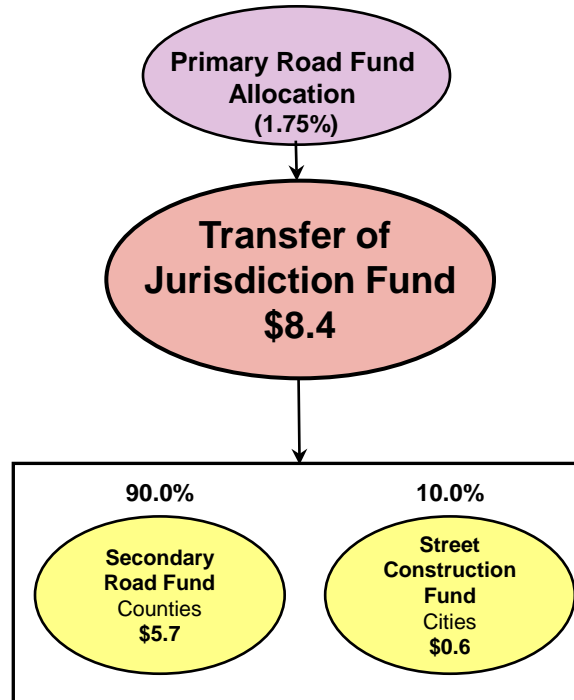 Primary Road Fund
Allocation
(1.75%)
Transfer of
Jurisdiction Fund
$8.4
90.0%
10.0%
Secondary
Road Fund
Counties
$5.7
Street
Construction
Fund
Cities
$0.6